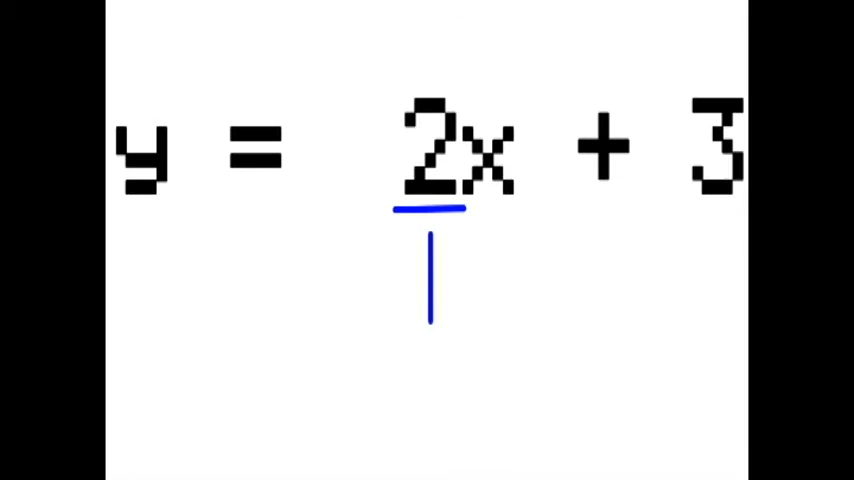 y = 2x + 3